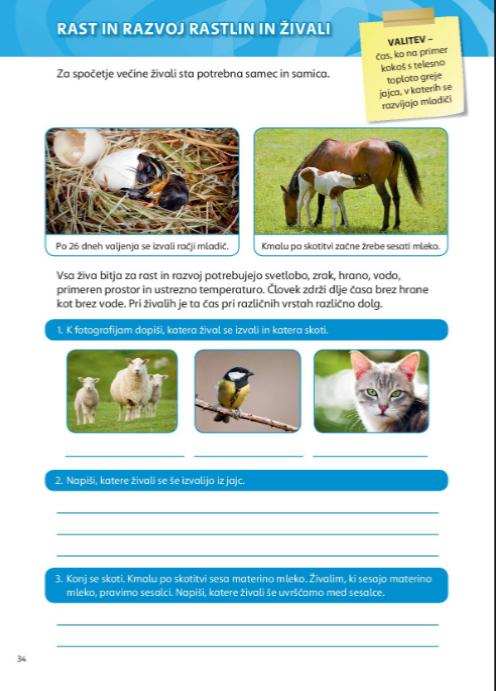 RAST IN RAZVOJ RASTLIN IN ŽIVALI
VALITEV –
čas, ko na primer
kokoš s telesno
toploto greje
jajca, v katerih se
razvijajo mladiči
Za spočetje večine živali sta potrebna samec in samica.
Po 26 dneh valjenja se izvali račji mladič.
Kmalu po skotitvi začne žrebe sesati mleko.
Vsa živa bitja za rast in razvoj potrebujejo svetlobo, zrak, hrano, vodo,
primeren prostor in ustrezno temperaturo. Človek zdrži dlje časa brez hrane
kot brez vode. Pri živalih je ta čas pri različnih vrstah različno dolg.
1. K fotografijam dopiši, katera žival se izvali in katera skoti.
2. Napiši, katere živali se še izvalijo iz jajc.
3. Konj se skoti. Kmalu po skotitvi sesa materino mleko. Živalim, ki sesajo materino
mleko, pravimo sesalci. Napiši, katere živali še uvrščamo med sesalce.
34